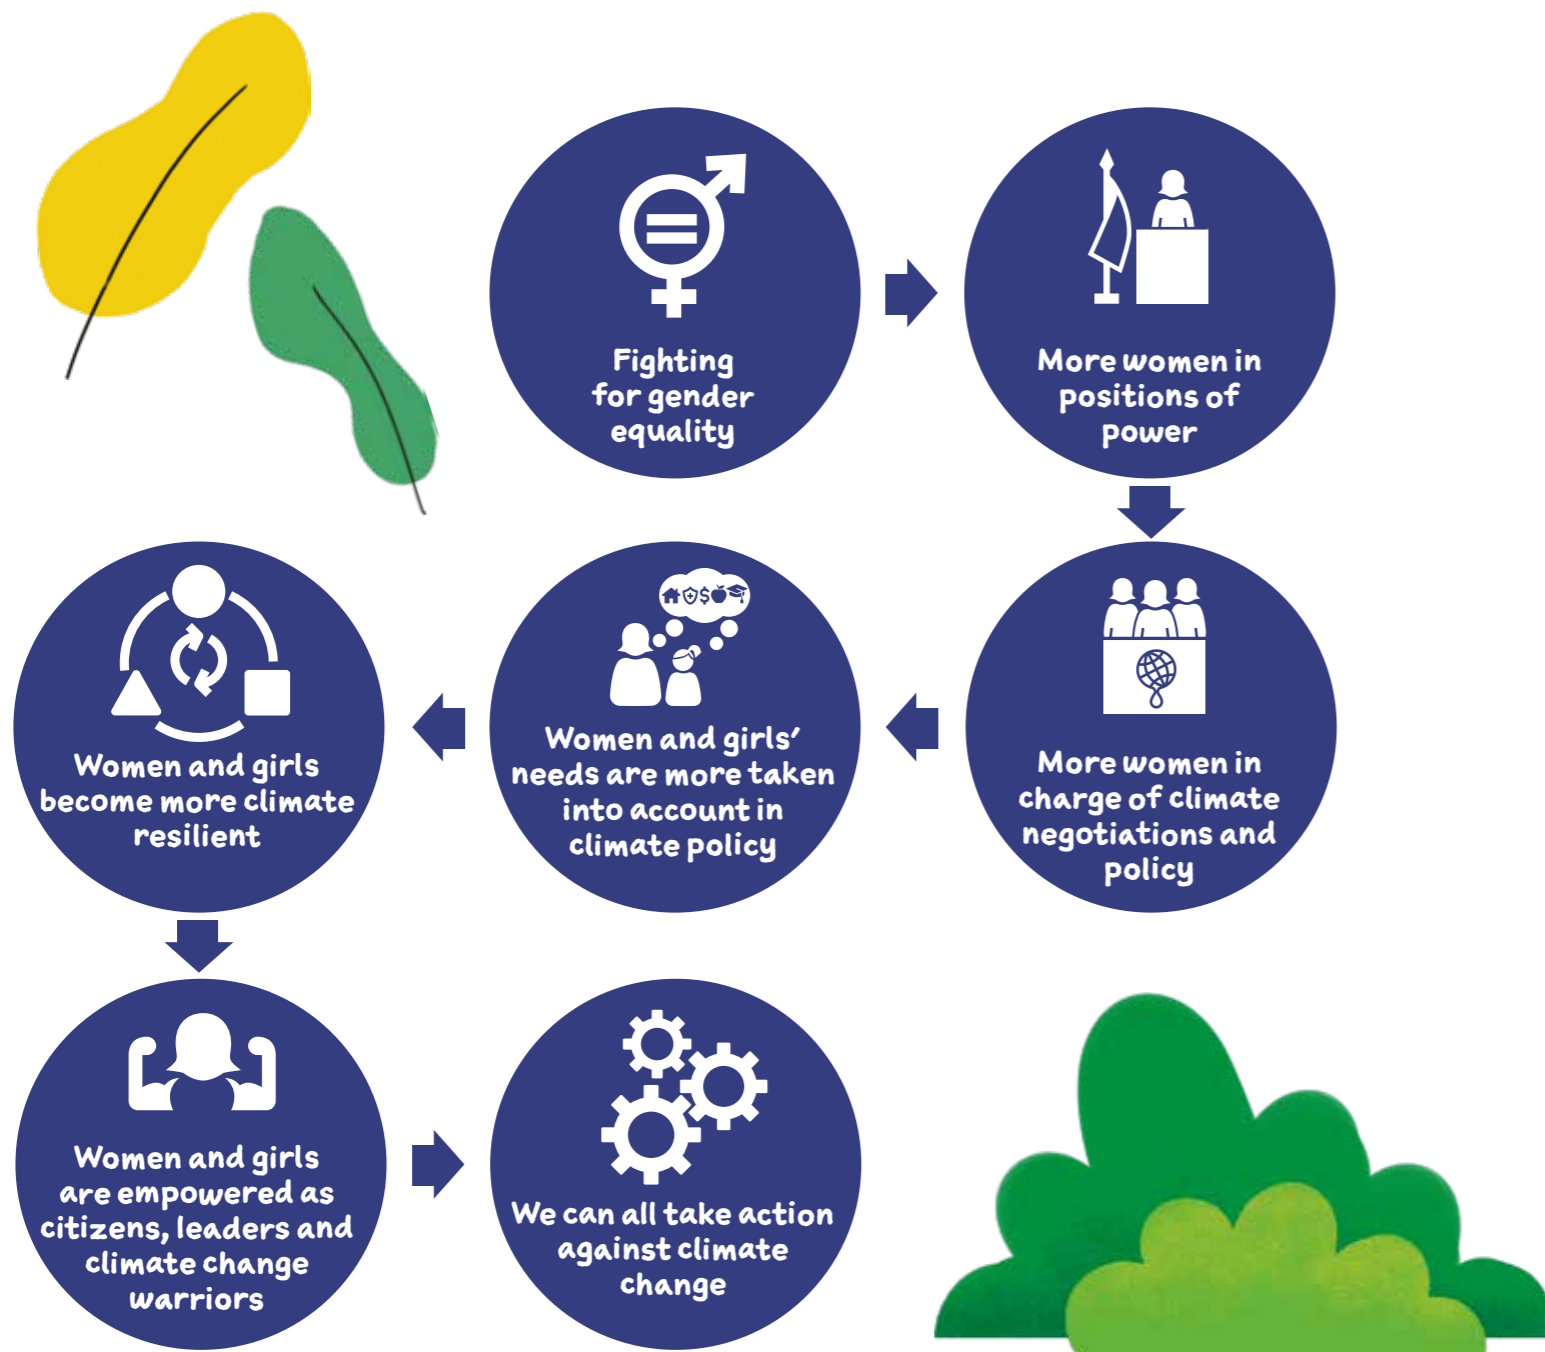 Fighting
for gender
equality
More women in
positions of
power
More women in
charge of climate
negotiations and
policy
Women and girls’
needs are more taken
into account in
climate policy
Women and girls
become more climate
resilient
Women and girls
are empowered as
citizens, leaders and
climate change
warriors
We can all take action
against climate
change